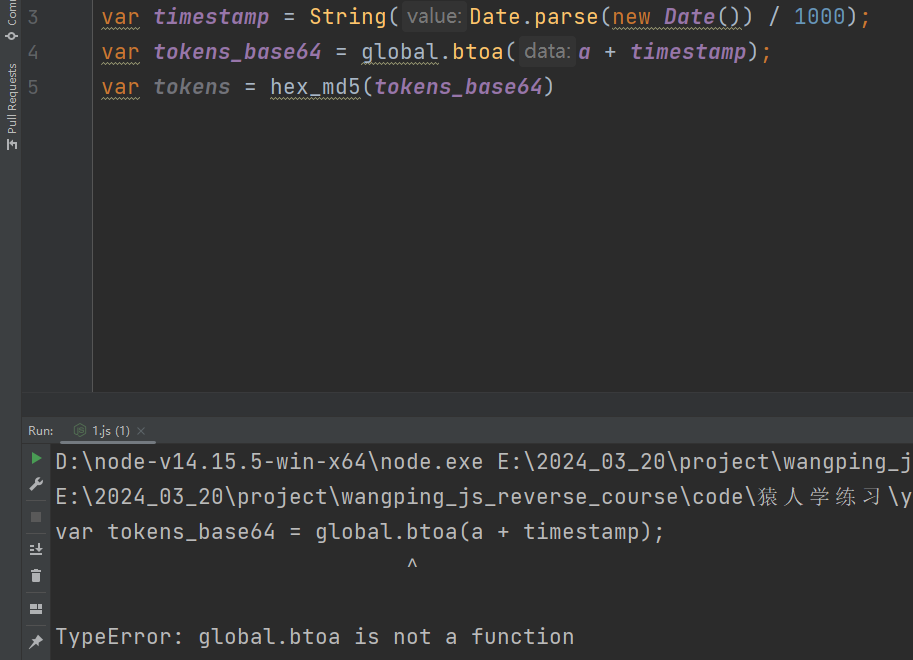 Com
Pull Requests
3 var timestamp = String( value: Date.parse(new Date()) / 1000);
4 var tokens_base64 = global.btoa( data: a + timestamp);
5 var tokens = hex_md5(tokens_base64)
Run: 1.js (1)
D:\node-v14.15.5-win-x64\node.exe E:\2024_03_20\project\wangping_j
E:\2024_03_20\project\wangping_js_reverse_course\code\猿人学练习\y
var tokens_base64 = global.btoa(a + timestamp);
^
TypeError: global.btoa is not a function